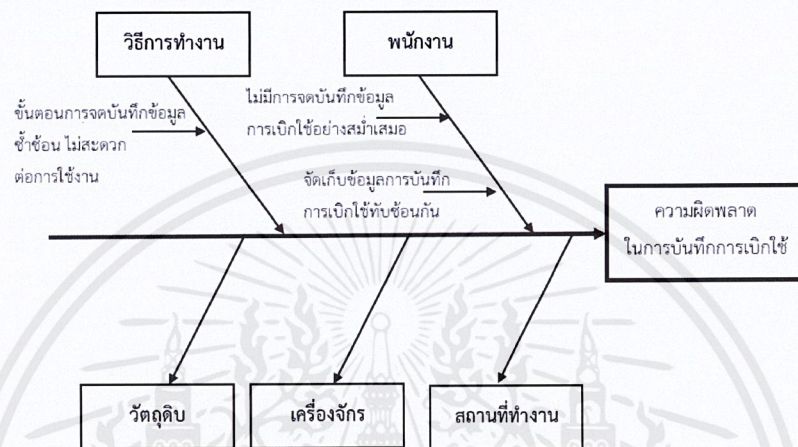 วิธีการทำงาน
พนักงาน
ขั้นตอนการจดบันทึกข้อมูล
ซ้ำซ้อน ไม่สะดวก
ต่อการใช้งาน
ไม่มีการจดบันทึกข้อมูล
การเบิกใช้อย่างสม่ำเสมอ
จัดเก็บข้อมูลการบันทึก
การเบิกใช้ทับซ้อนกัน
ความผิดพลาด
ในการบันทึกการเบิกใช้
วัตถุดิบ
เครื่องจักร
สถานที่ทำงาน